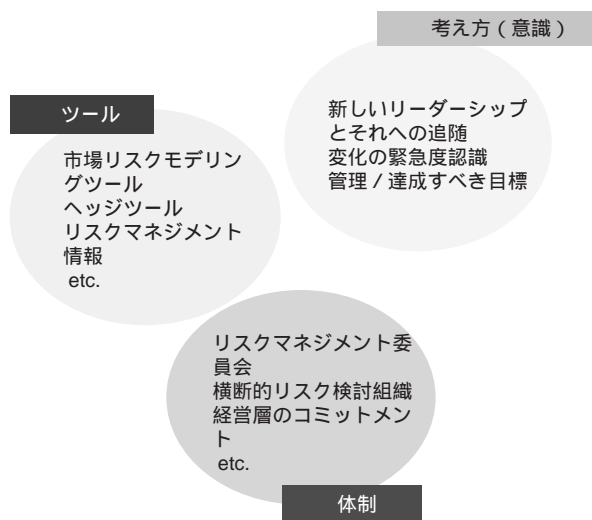 考え方(意識)
新しいリーダーシップ
とそれへの追随
変化の緊急度認識
管理/達成すべき目標
ツール
市場リスクモデリン
グツール
ヘッジツール
リスクマネジメント
情報
etc.
リスクマネジメント委
員会
横断的リスク検討組織
経営層のコミットメン
ト
etc.
体制